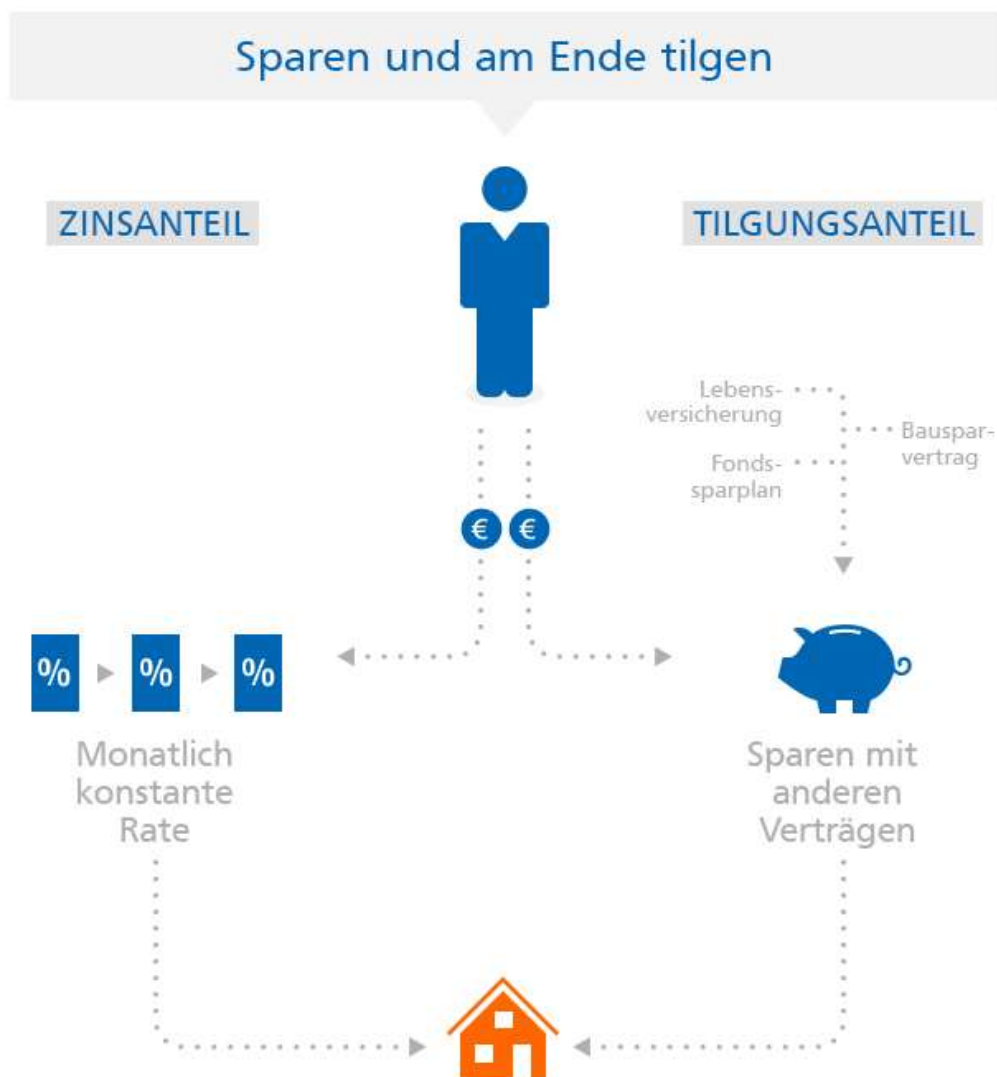 Sparen und am Ende tilgen
ZINSANTEIL
TILGUNGSANTEIL
Lebens-
versicherung
Bauspar-
vertrag
Fonds-
sparplan
€ €
% % %
Monatlich
konstante
Rate
Sparen mit
anderen
Verträgen